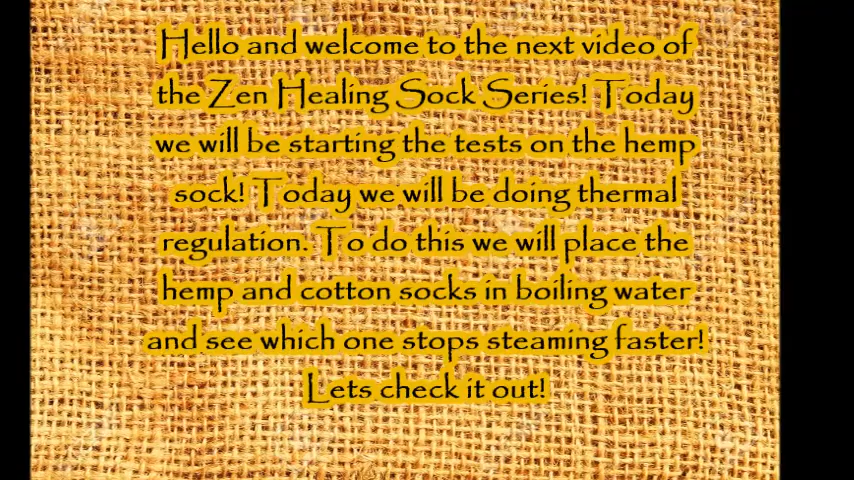 Hello and welcome to the next video of
the Zen Healing Sock Series! Today
we will be starting the tests on the hemp
sock! Today we will be doing thermal
regulation. To do this we will place the
hemp and cotton socks in boiling water
and see which one stops steaming faster!
Lets check it out!